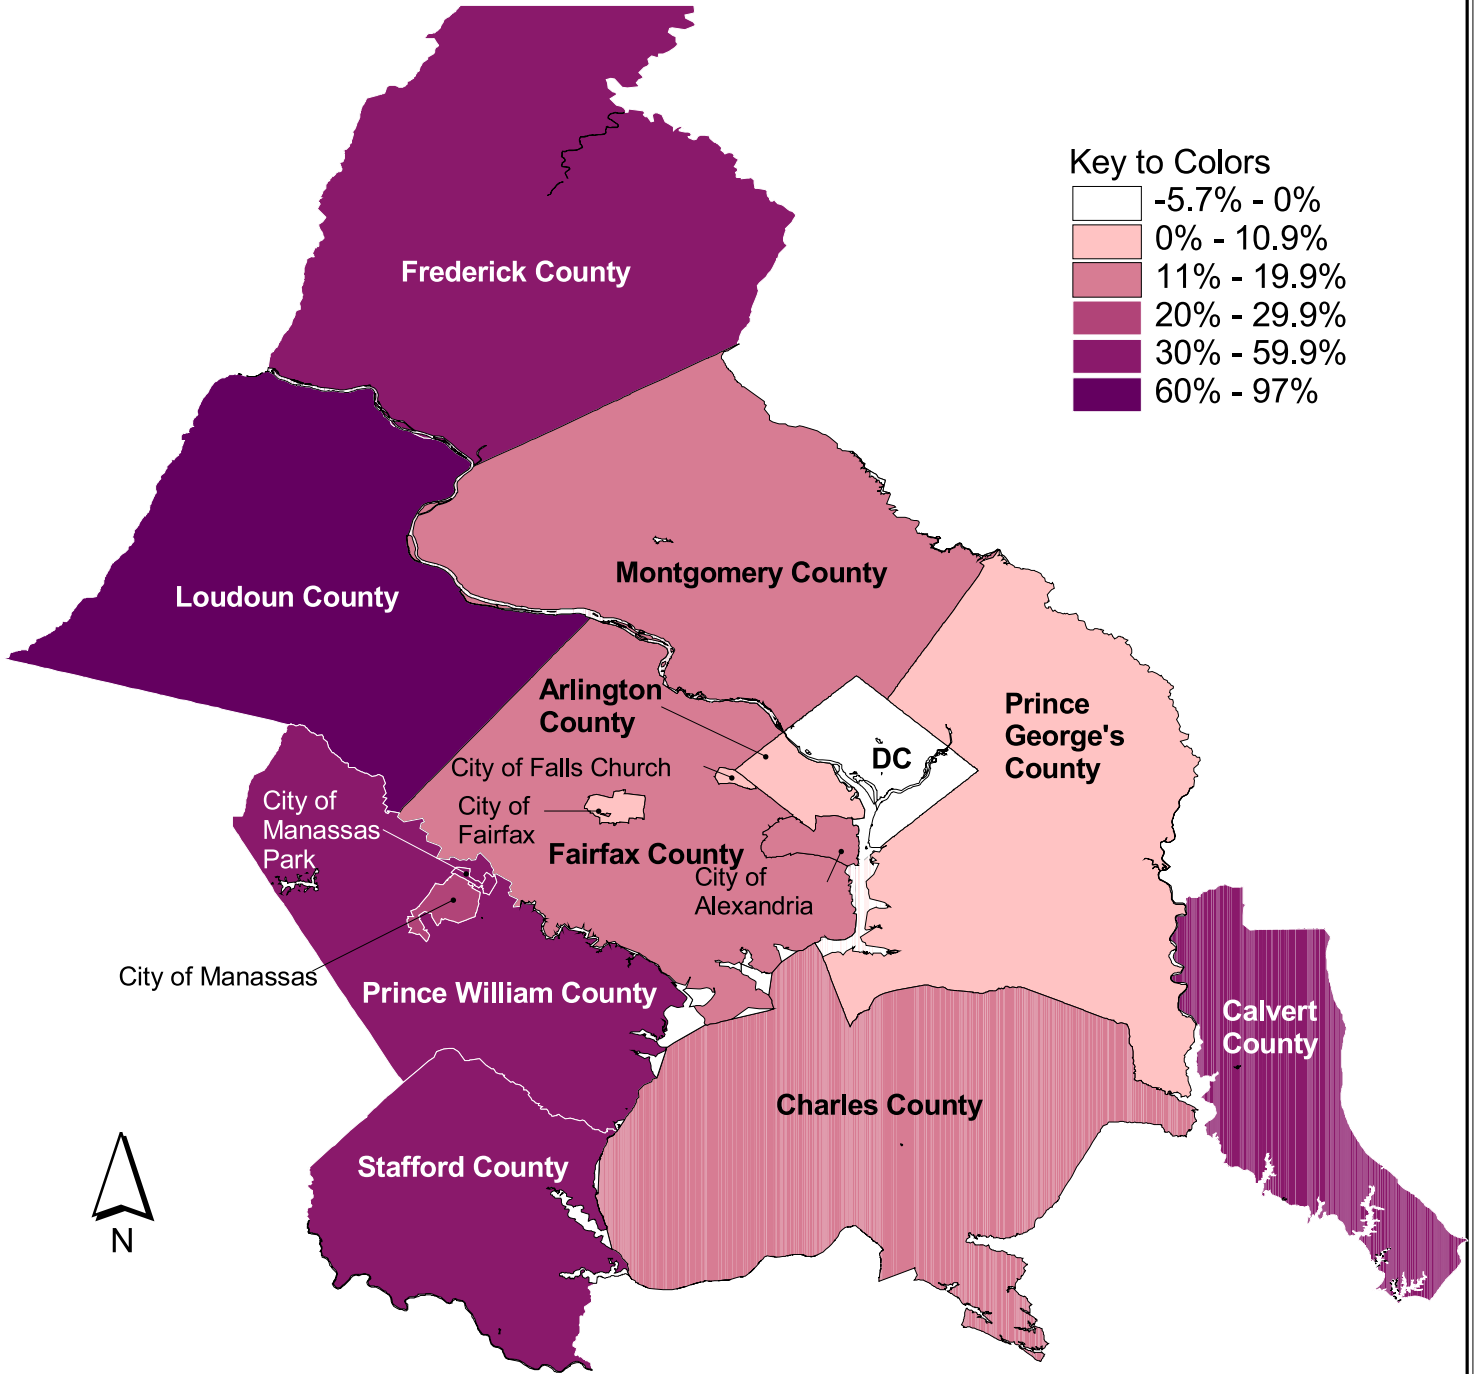 Key to Colors
-5.7% - 0%
0% - 10.9%
11% - 19.9%
20% - 29.9%
30% - 59.9%
60% - 97%
Frederick County
Montgomery County
Loudoun County
Arlington
County
Prince
George's
County
DC
City of Falls Church
City of
Fairfax
City of
Manassas
Park
Fairfax County
City of
Alexandria
City of Manassas
Prince William County
Calvert
County
Charles County
Stafford County
N